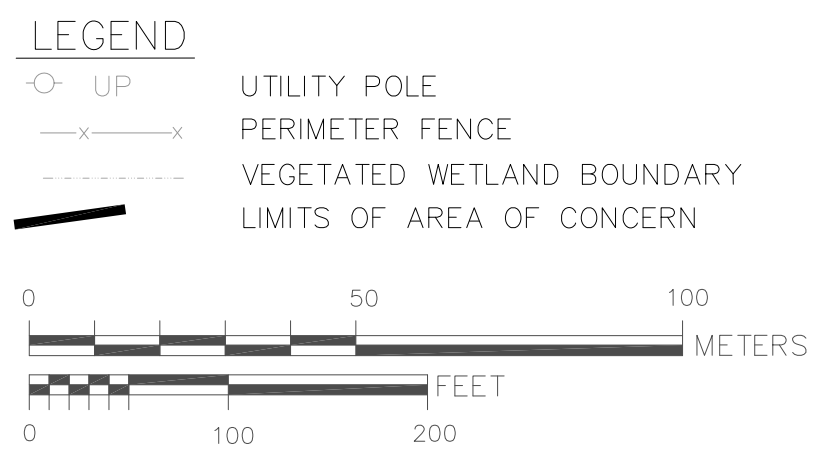 LEGEND
UP UTILITY POLE
x x PERIMETER FENCE
VEGETATED WETLAND BOUNDARY
LIMITS OF AREA OF CONCERN
0 50 100
METERS
FEET
0 100 200